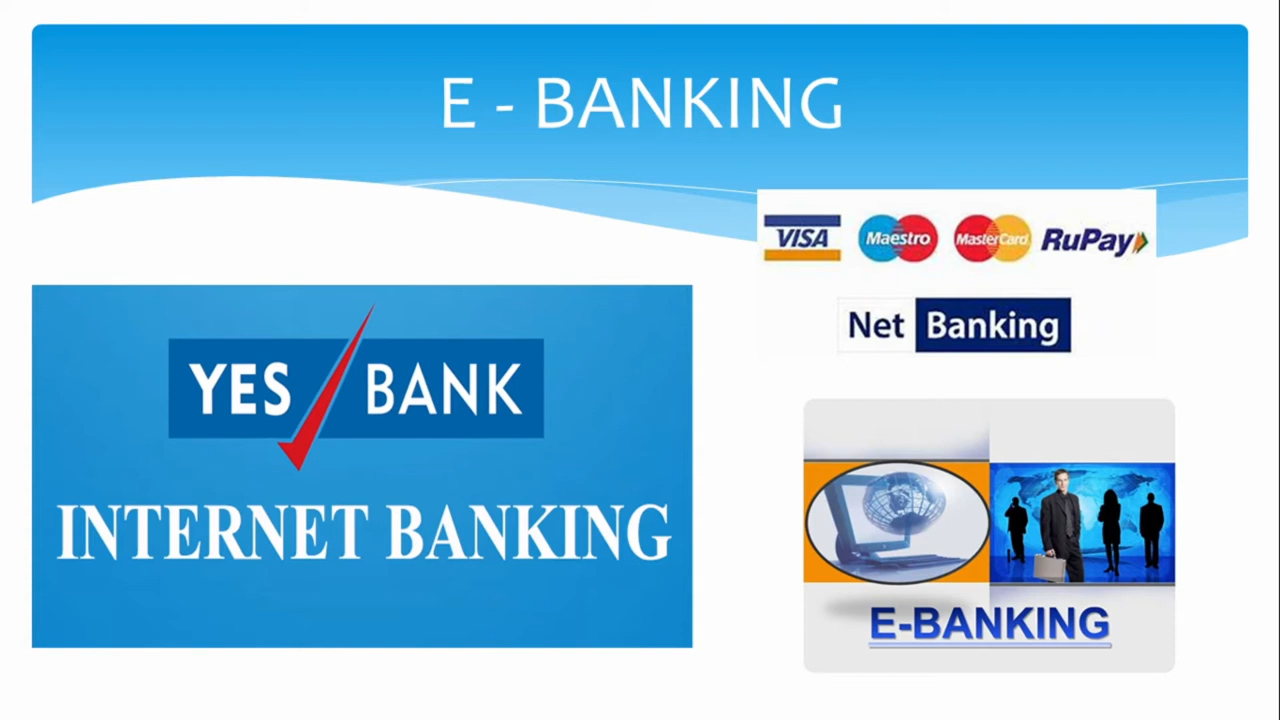 E - BANKING
VISA Maestro MasterCard RuPay
Net Banking
YES BANK
INTERNET BANKING
E-BANKING